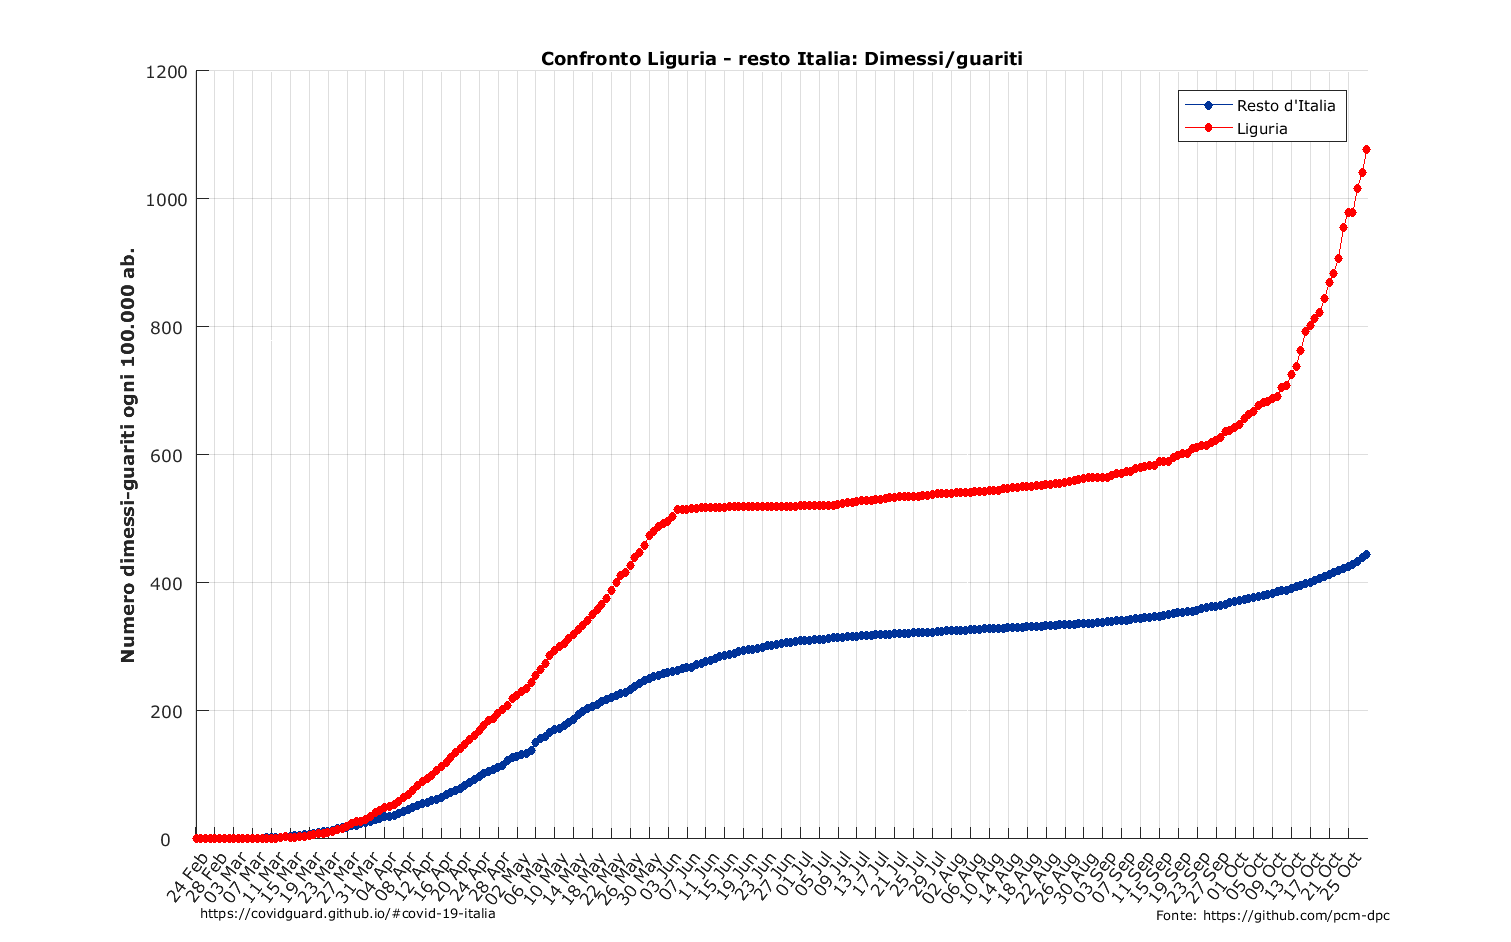 Confronto Liguria - resto Italia: Dimessi/guariti
Resto d'Italia
Liguria
Numero dimessi-guariti ogni 100.000 ab.
1200
1000
800
600
400
200
0
24 Feb
28 Feb
03 Mar
07 Mar
11 Mar
15 Mar
19 Mar
23 Mar
27 Mar
31 Mar
04 Apr
08 Apr
12 Apr
16 Apr
20 Apr
24 Apr
28 Apr
02 May
06 May
10 May
14 May
18 May
22 May
26 May
30 May
03 Jun
07 Jun
11 Jun
15 Jun
19 Jun
23 Jun
27 Jun
01 Jul
05 Jul
09 Jul
13 Jul
17 Jul
21 Jul
25 Jul
29 Jul
02 Aug
06 Aug
10 Aug
14 Aug
18 Aug
22 Aug
26 Aug
30 Aug
03 Sep
07 Sep
11 Sep
15 Sep
19 Sep
23 Sep
27 Sep
01 Oct
05 Oct
09 Oct
13 Oct
17 Oct
21 Oct
25 Oct
https://covidguard.github.io/#covid-19-italia
Fonte: https://github.com/pcm-dpc